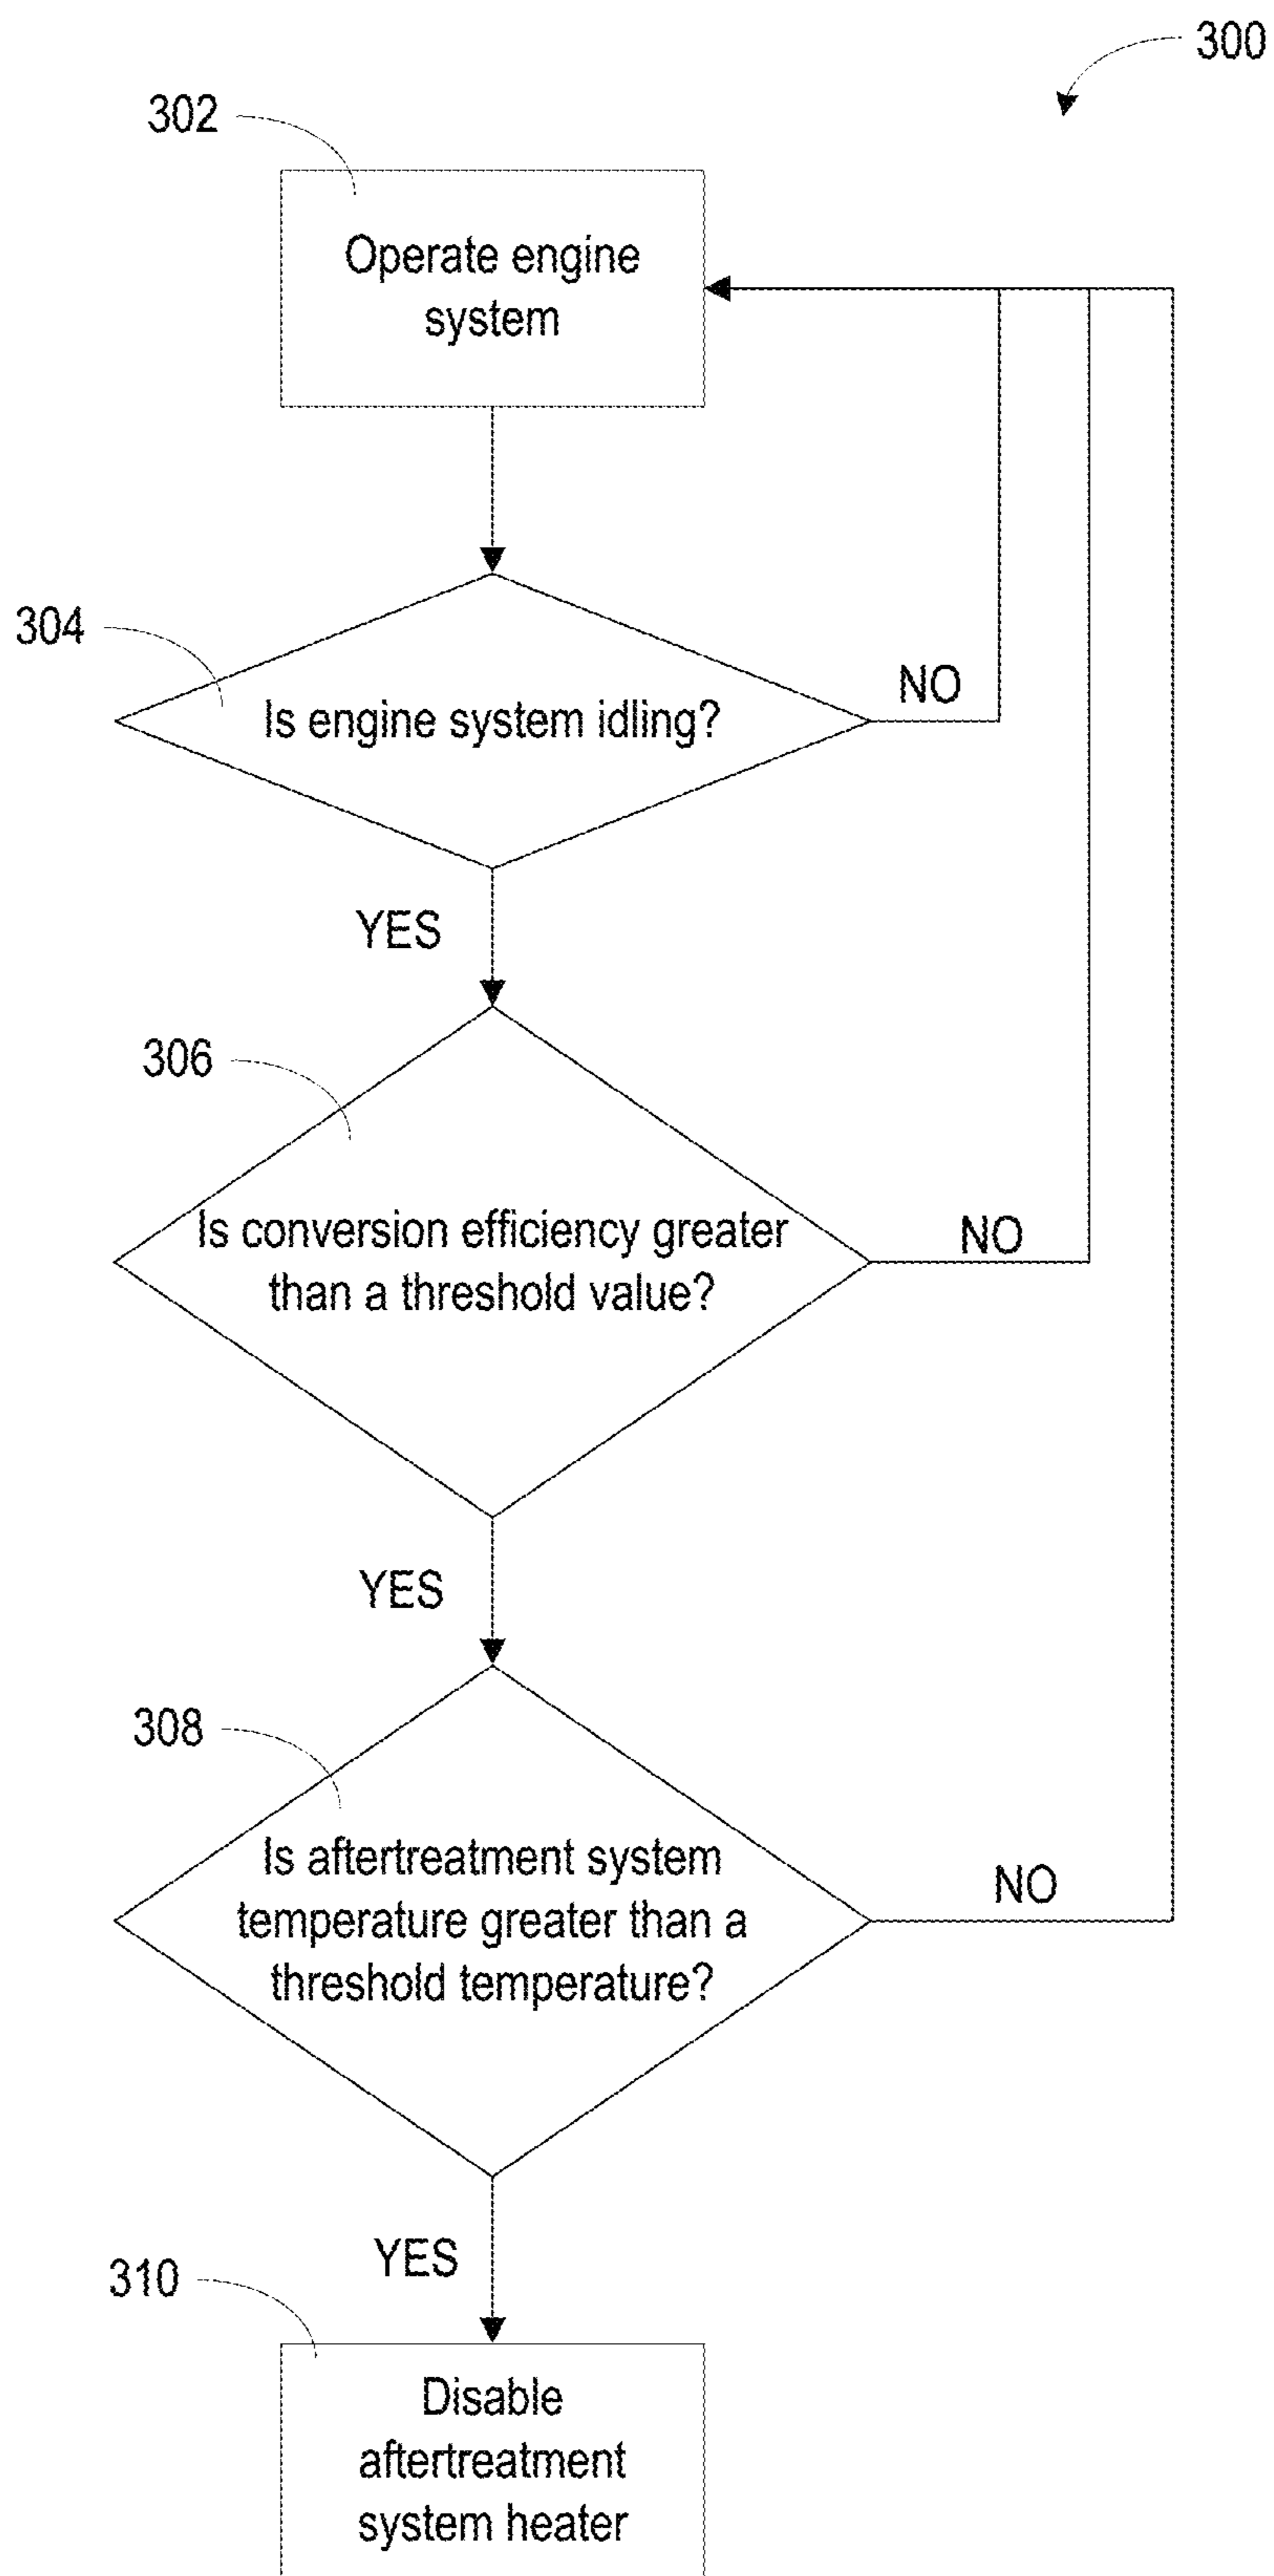 300
302
Operate engine
system
304
Is engine system idling?
NO
YES
306
Is conversion efficiency greater
than a threshold value?
NO
YES
308
Is aftertreatment system
temperature greater than a
threshold temperature?
NO
YES
310
Disable
aftertreatment
system heater